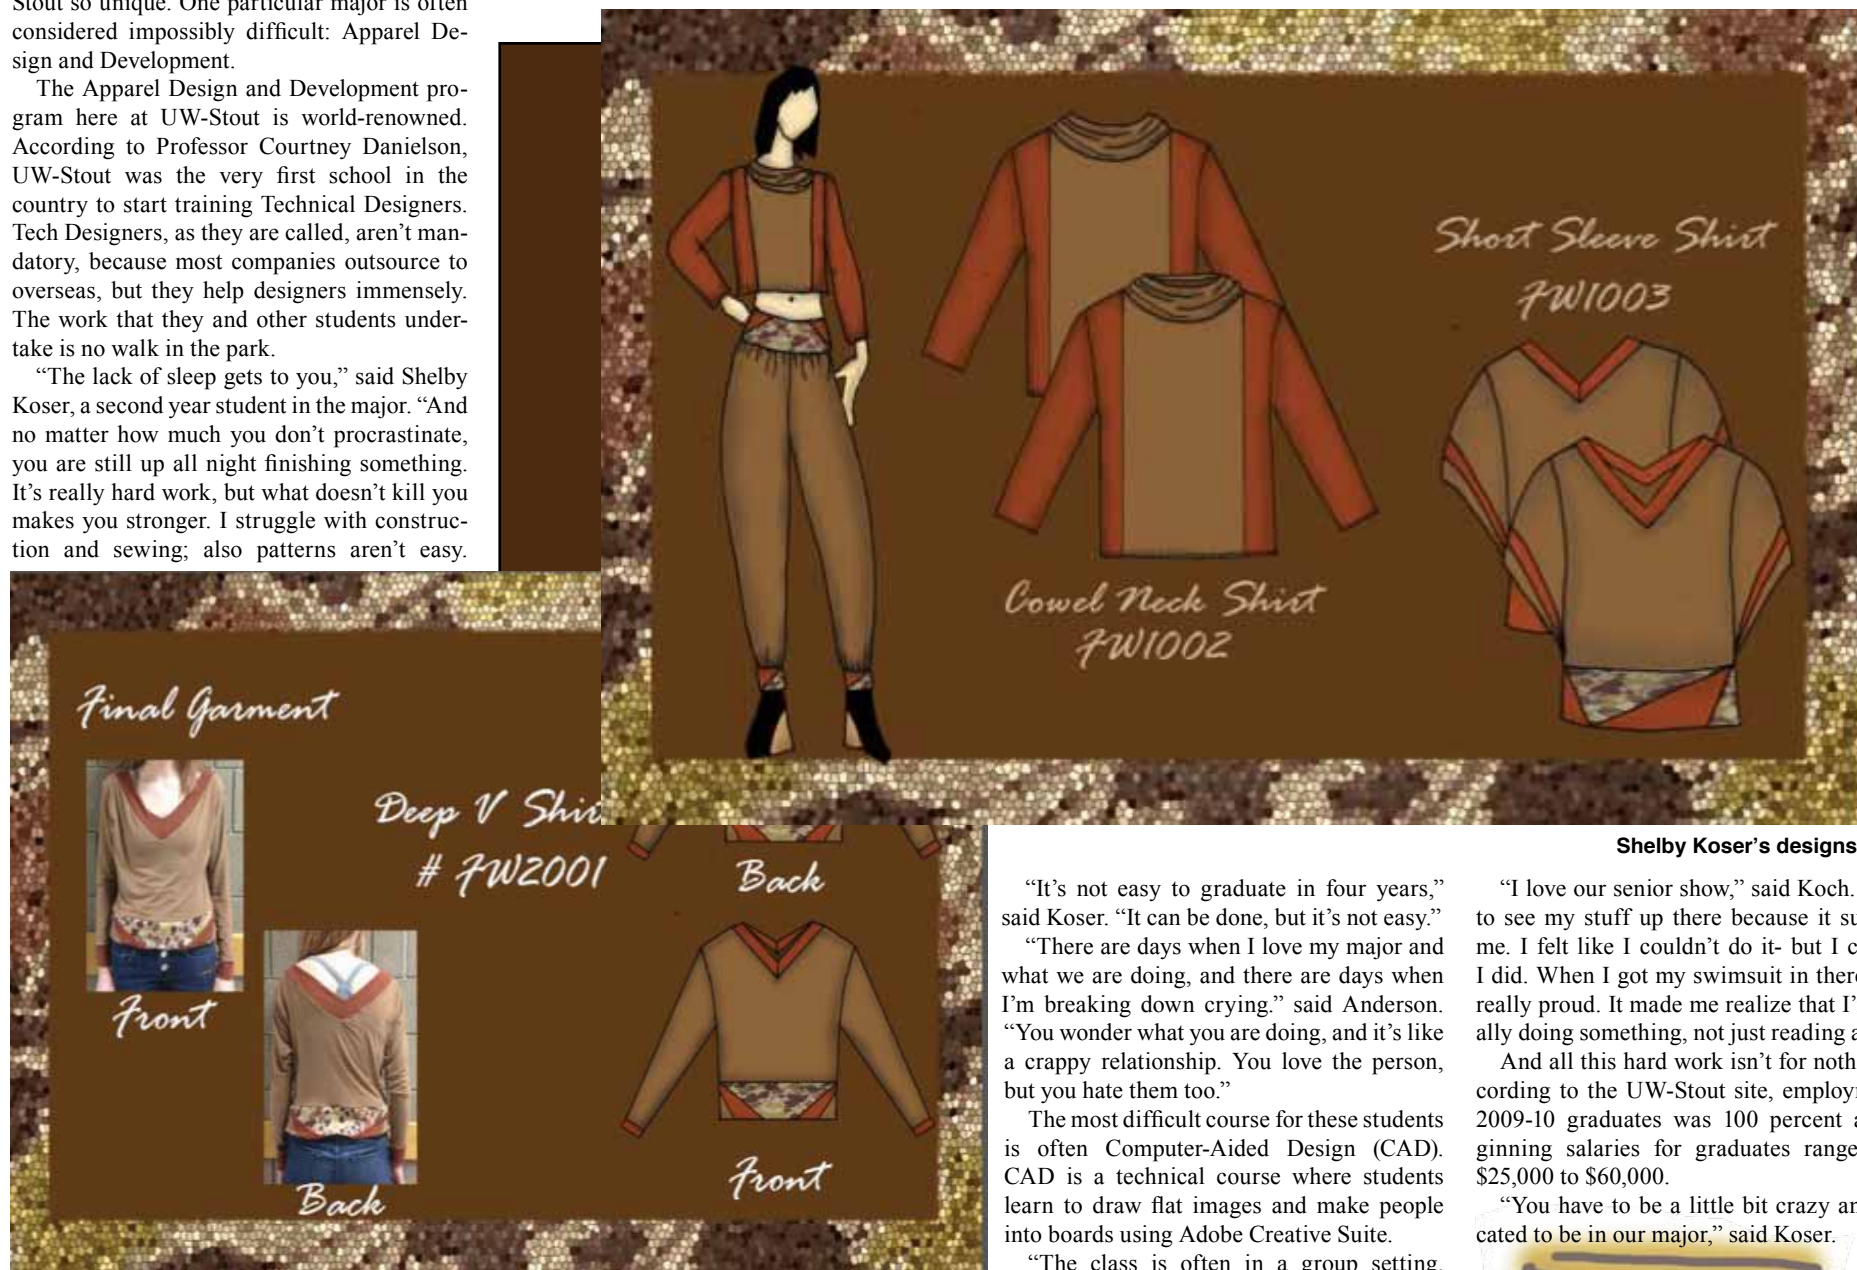 Stout so unique. One particular major is often
considered impossibly difficult: Apparel De-
sign and Development.
The Apparel Design and Development pro-
gram here at UW-Stout is world-renowned.
According to Professor Courtney Danielson,
UW-Stout was the very first school in the
country to start training Technical Designers.
Tech Designers, as they are called, aren’t man-
datory, because most companies outsource to
overseas, but they help designers immensely.
The work that they and other students under-
take is no walk in the park.
“The lack of sleep gets to you,” said Shelby
Koser, a second year student in the major. “And
no matter how much you don’t procrastinate,
you are still up all night finishing something.
It’s really hard work, but what doesn’t kill you
makes you stronger. I struggle with construc-
tion and sewing; also patterns aren’t easy.
Short Sleeve Shirt
FW1003
Cowel Neck Shirt
FW1002
Final Garment
Deep V Shir
# FW2001
Front
Back
Back
Front
Shelby Koser’s designs
“It’s not easy to graduate in four years,”
said Koser. “It can be done, but it’s not easy.”
“There are days when I love my major and
what we are doing, and there are days when
I’m breaking down crying.” said Anderson.
“You wonder what you are doing, and it’s like
a crappy relationship. You love the person,
but you hate them too.”
The most difficult course for these students
is often Computer-Aided Design (CAD).
CAD is a technical course where students
learn to draw flat images and make people
into boards using Adobe Creative Suite.
“The class is often in a group setting,
“I love our senior show,” said Koch.
to see my stuff up there because it su
me. I felt like I couldn’t do it- but I c
I did. When I got my swimsuit in there
really proud. It made me realize that I’
ally doing something, not just reading a
And all this hard work isn’t for noth
cording to the UW-Stout site, employ
2009-10 graduates was 100 percent a
ginning salaries for graduates range
$25,000 to $60,000.
“You have to be a little bit crazy an
cated to be in our major,” said Koser.